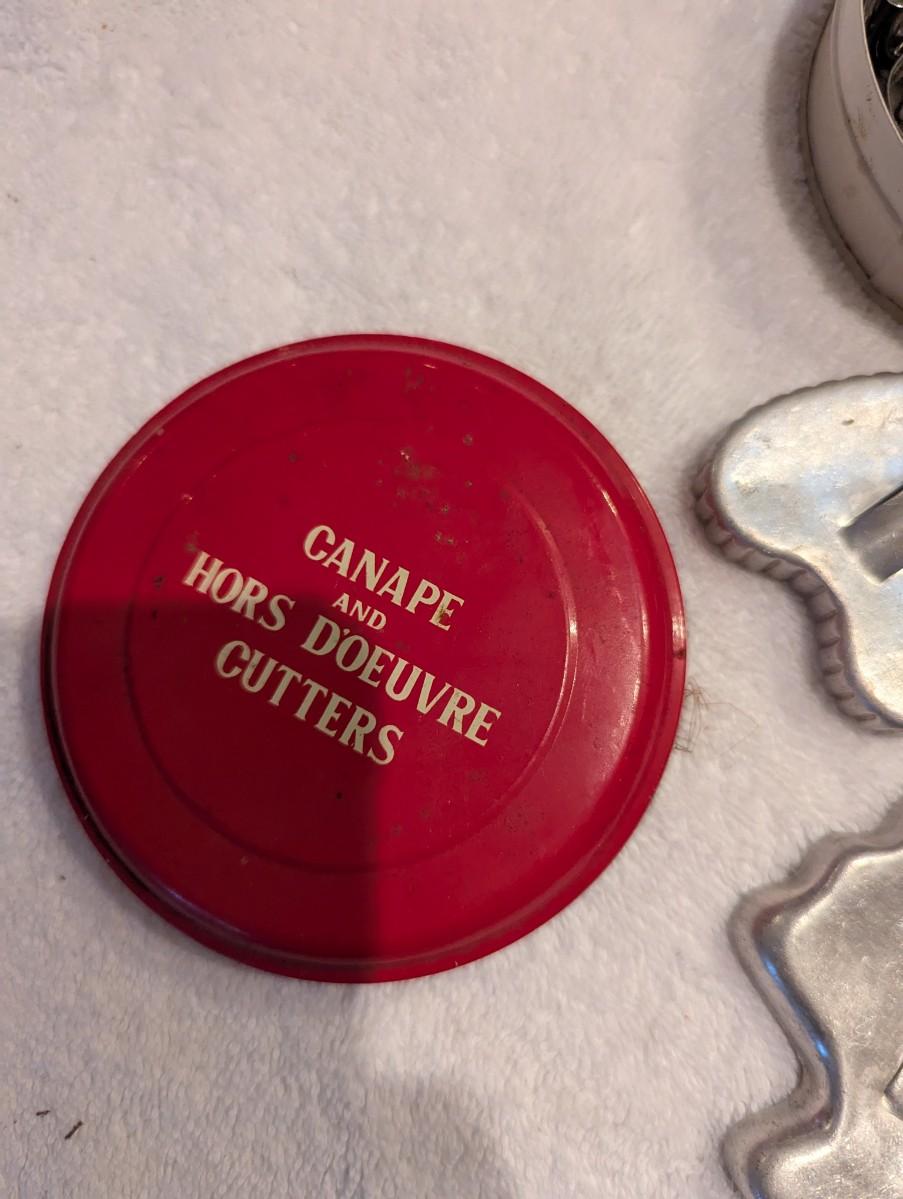 CANAPE
AND
HORS D'OEUVRE
CUTTERS